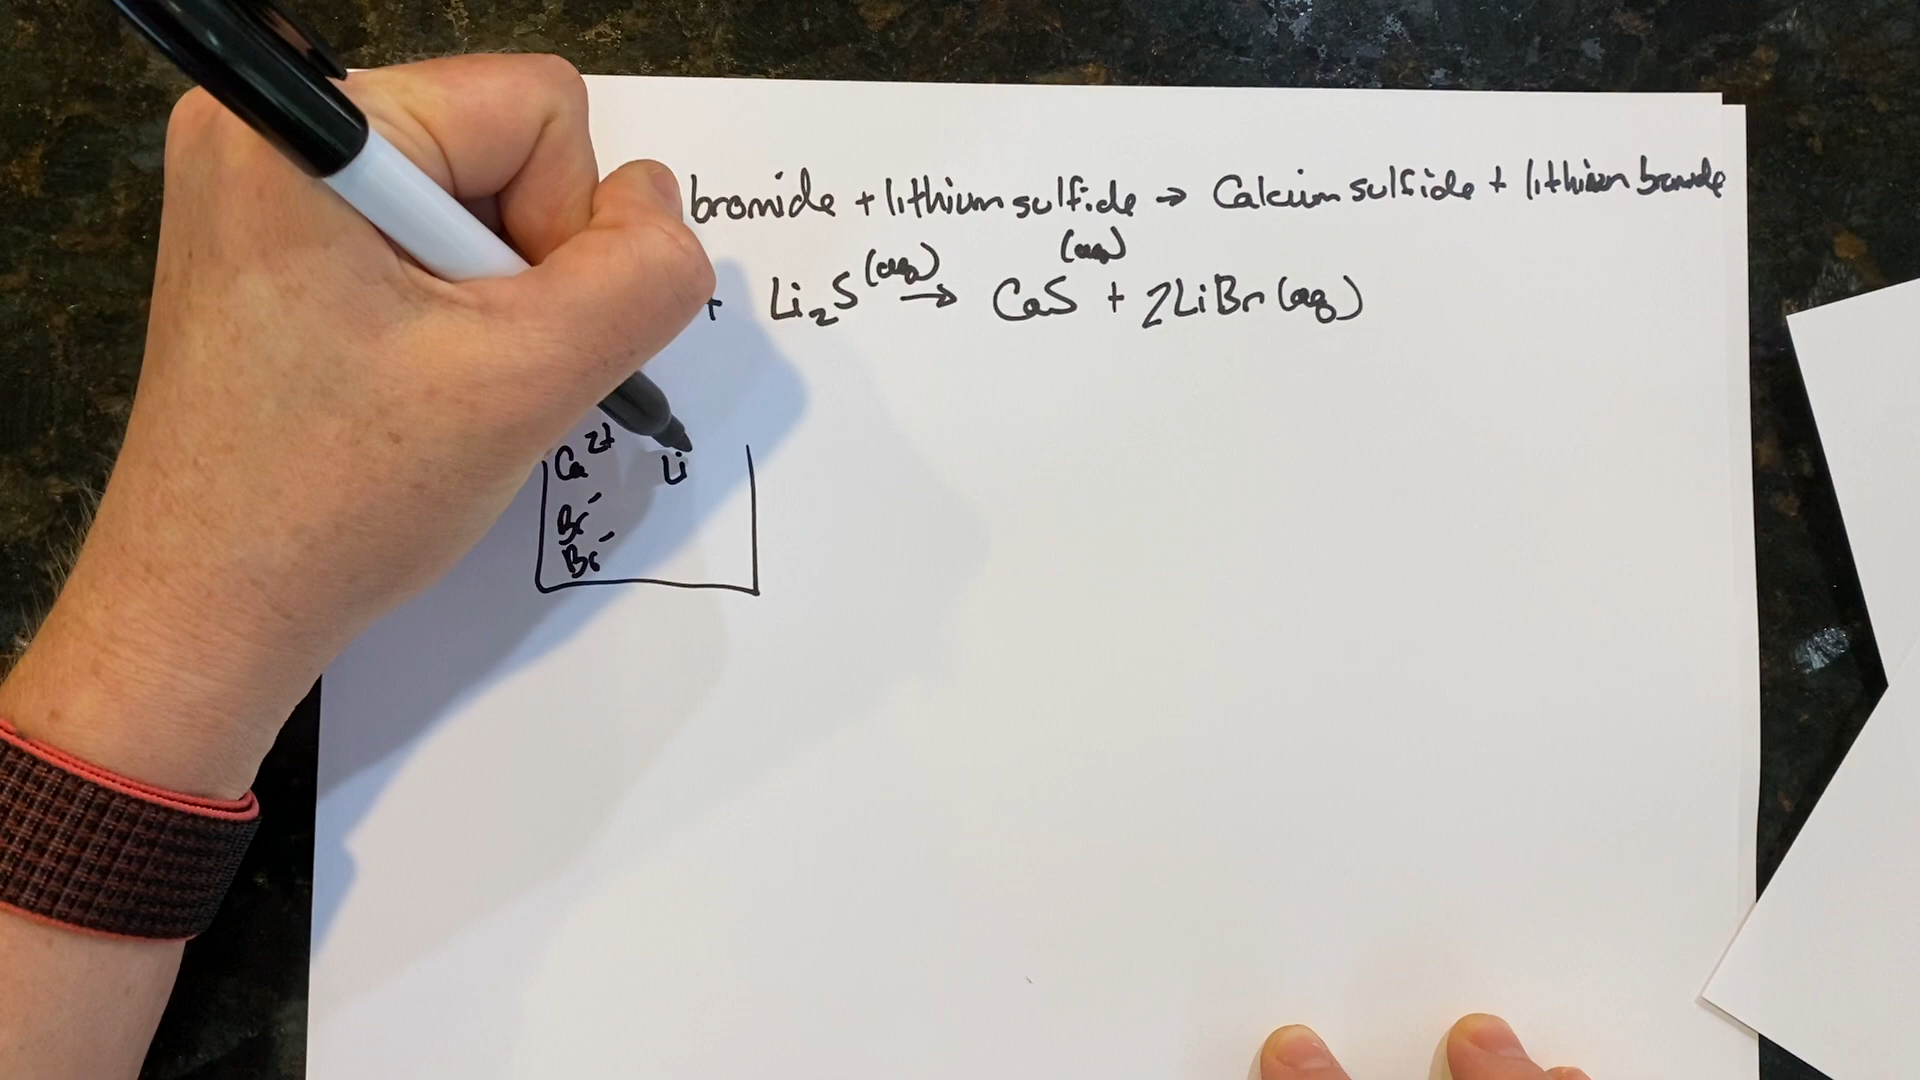 bromide + lithium sulfide → Calcium sulfide + lithium bromide
+ Li₂S (aq) → CaS (aq) + 2LiBr (aq)
Ca²⁺ Li
Br⁻
Br⁻